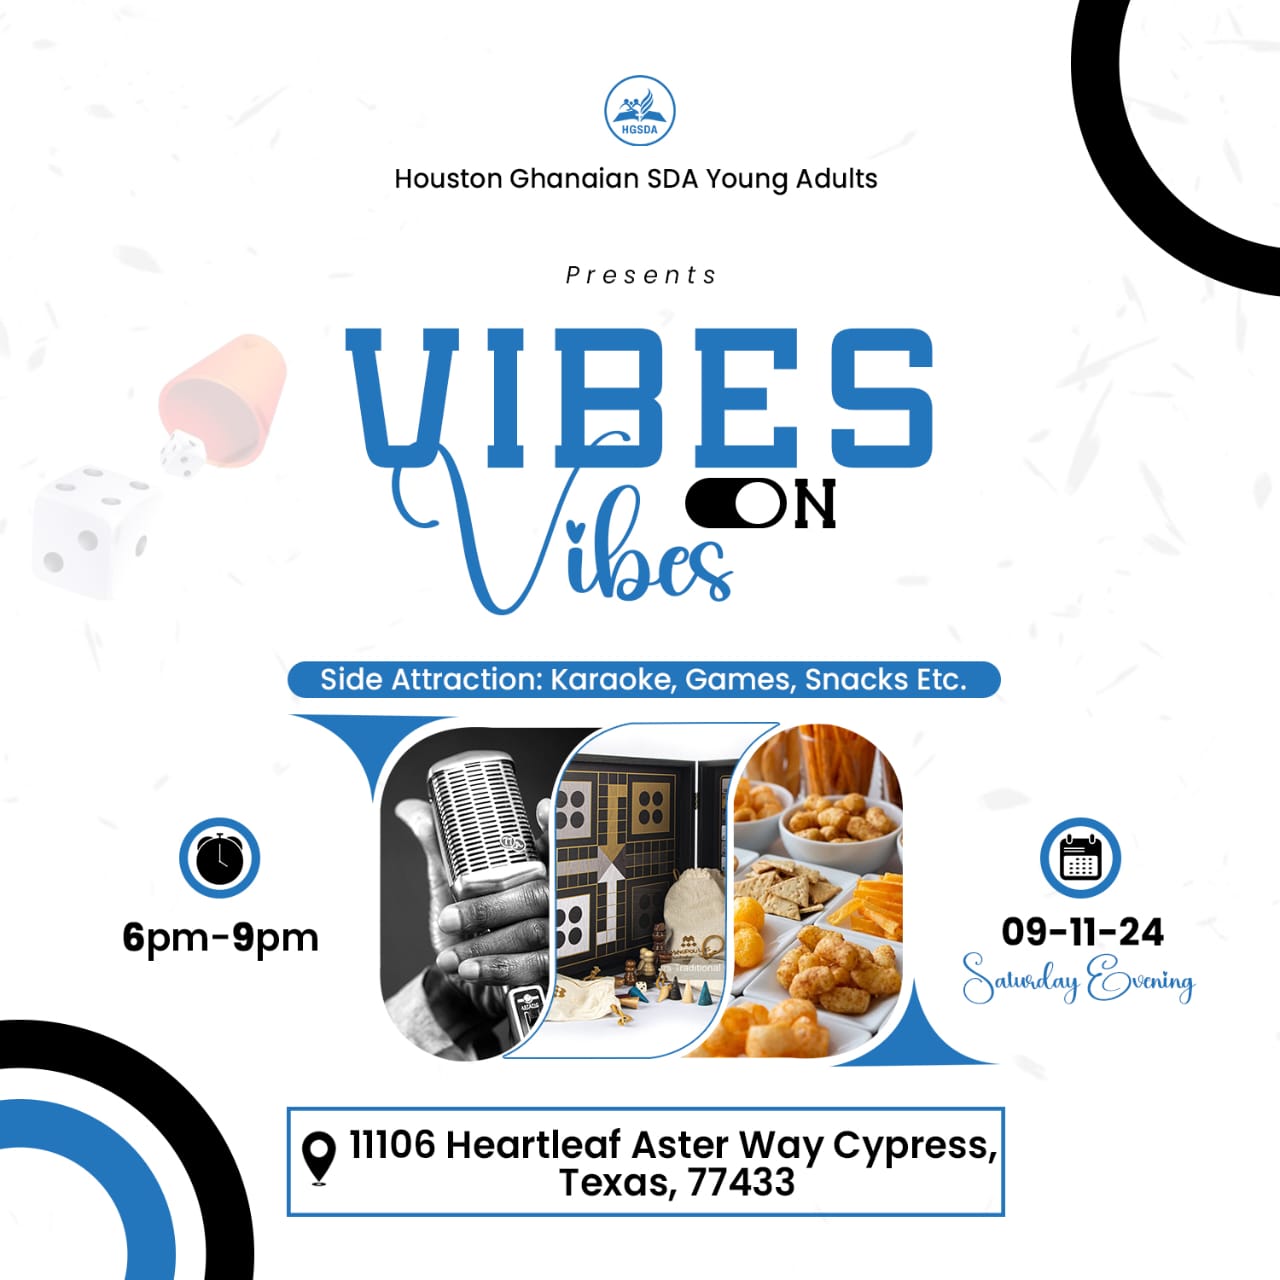 HGSDA
Houston Ghanaian SDA Young Adults
Presents
VIBES
ON
Vibes
Side Attraction: Karaoke, Games, Snacks Etc.
6pm-9pm
09-11-24
Saturday Evening
11106 Heartleaf Aster Way Cypress,
Texas, 77433